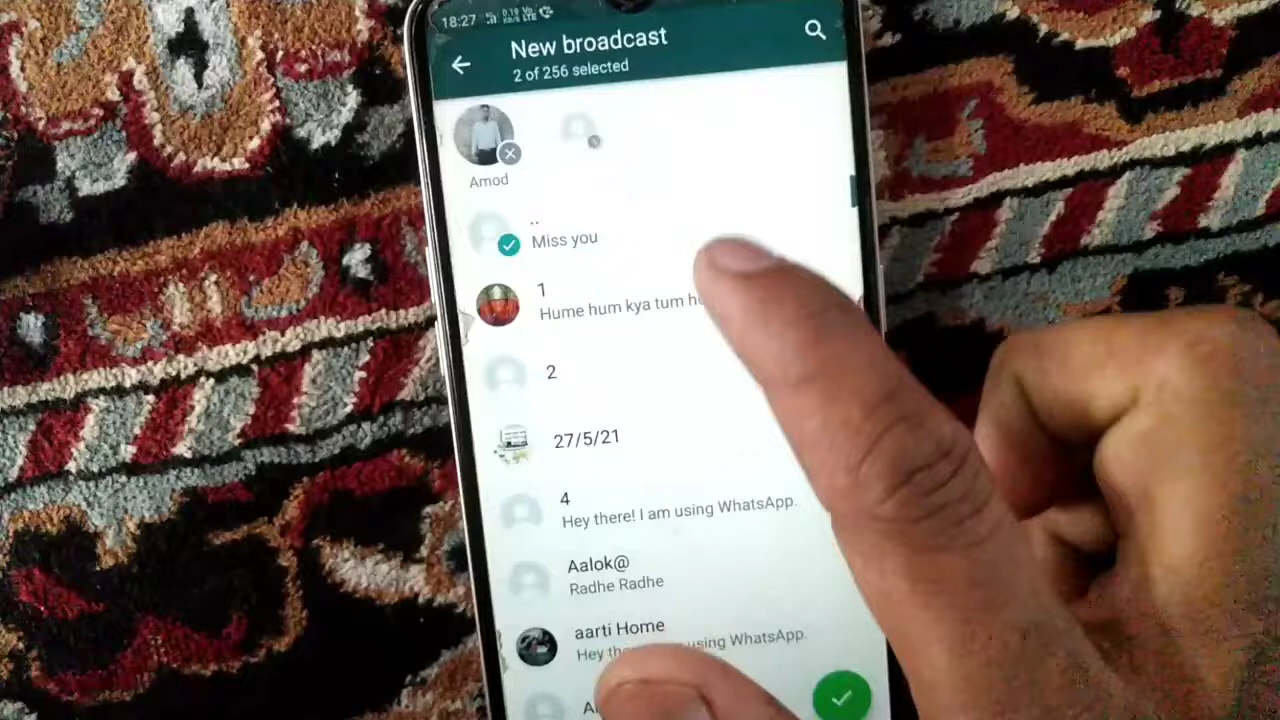 18:27
New broadcast
2 of 256 selected
Amod
..
Miss you
1
Hume hum kya tum
2
27/5/21
4
Hey there! I am using WhatsApp.
Aalok@
Radhe Radhe
aarti Home
Hey using WhatsApp.